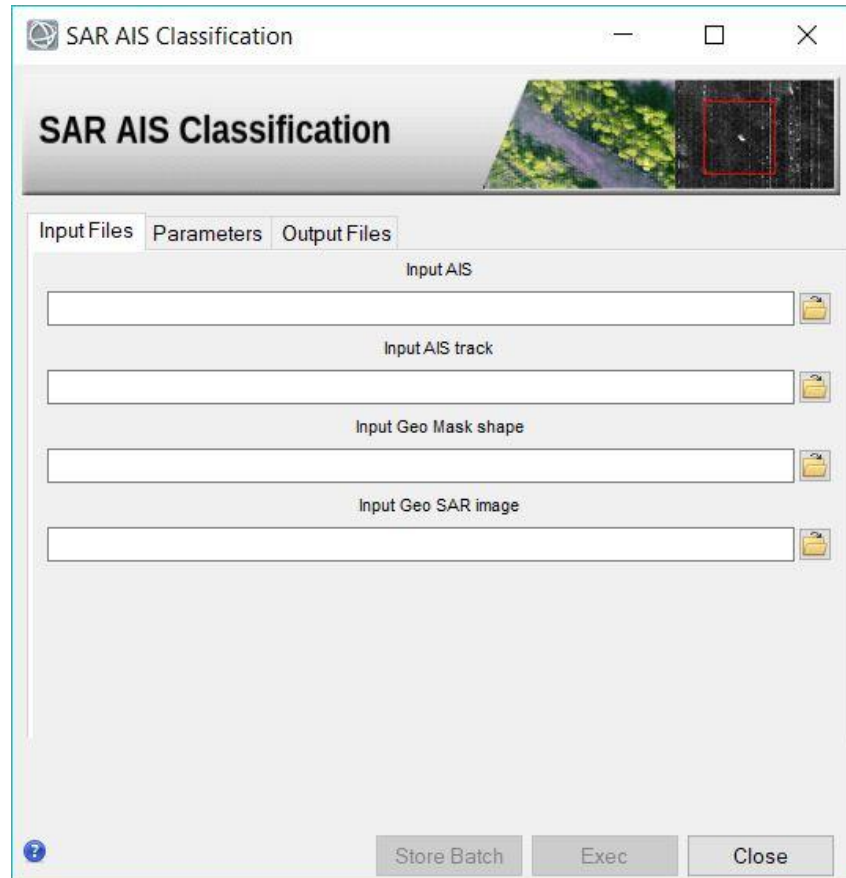 SAR AIS Classification
SAR AIS Classification
Input Files Parameters Output Files
Input AIS
Input AIS track
Input Geo Mask shape
Input Geo SAR image
?
Store Batch Exec Close